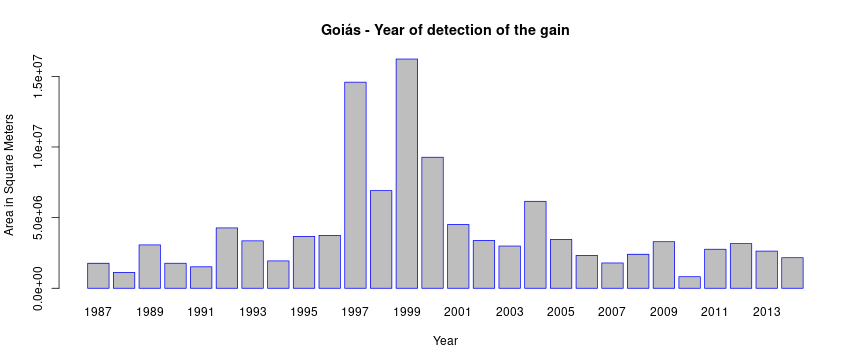 Goiás - Year of detection of the gain
Area in Square Meters
1.5e+07
1.0e+07
5.0e+06
0.0e+00
1987 1989 1991 1993 1995 1997 1999 2001 2003 2005 2007 2009 2011 2013
Year